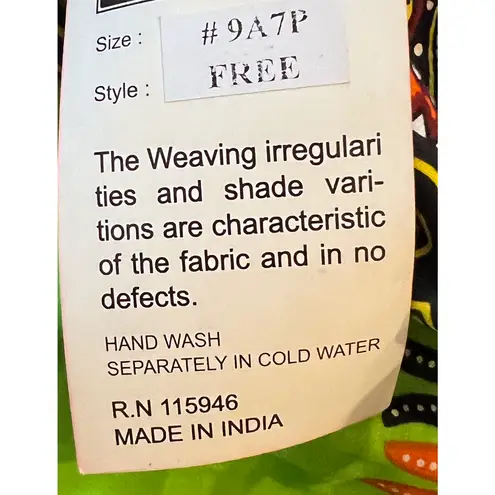 Size : # 9A7P
Style : FREE
The Weaving irregulari
ties and shade vari-
tions are characteristic
of the fabric and in no
defects.
HAND WASH
SEPARATELY IN COLD WATER
R.N 115946
MADE IN INDIA